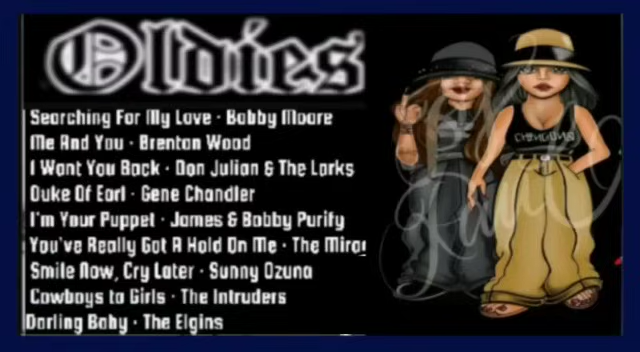 Oldies
Searching For My Love · Bobby Moore
Me And You · Brenton Wood
I Want You Back · Don Julian & The Larks
Duke Of Earl · Gene Chandler
I'm Your Puppet · James & Bobby Purify
You've Really Got A Hold On Me · The Mirac
Smile Now, Cry Later · Sunny Ozuna
Cowboys to Girls · The Intruders
Darling Baby · The Elgins